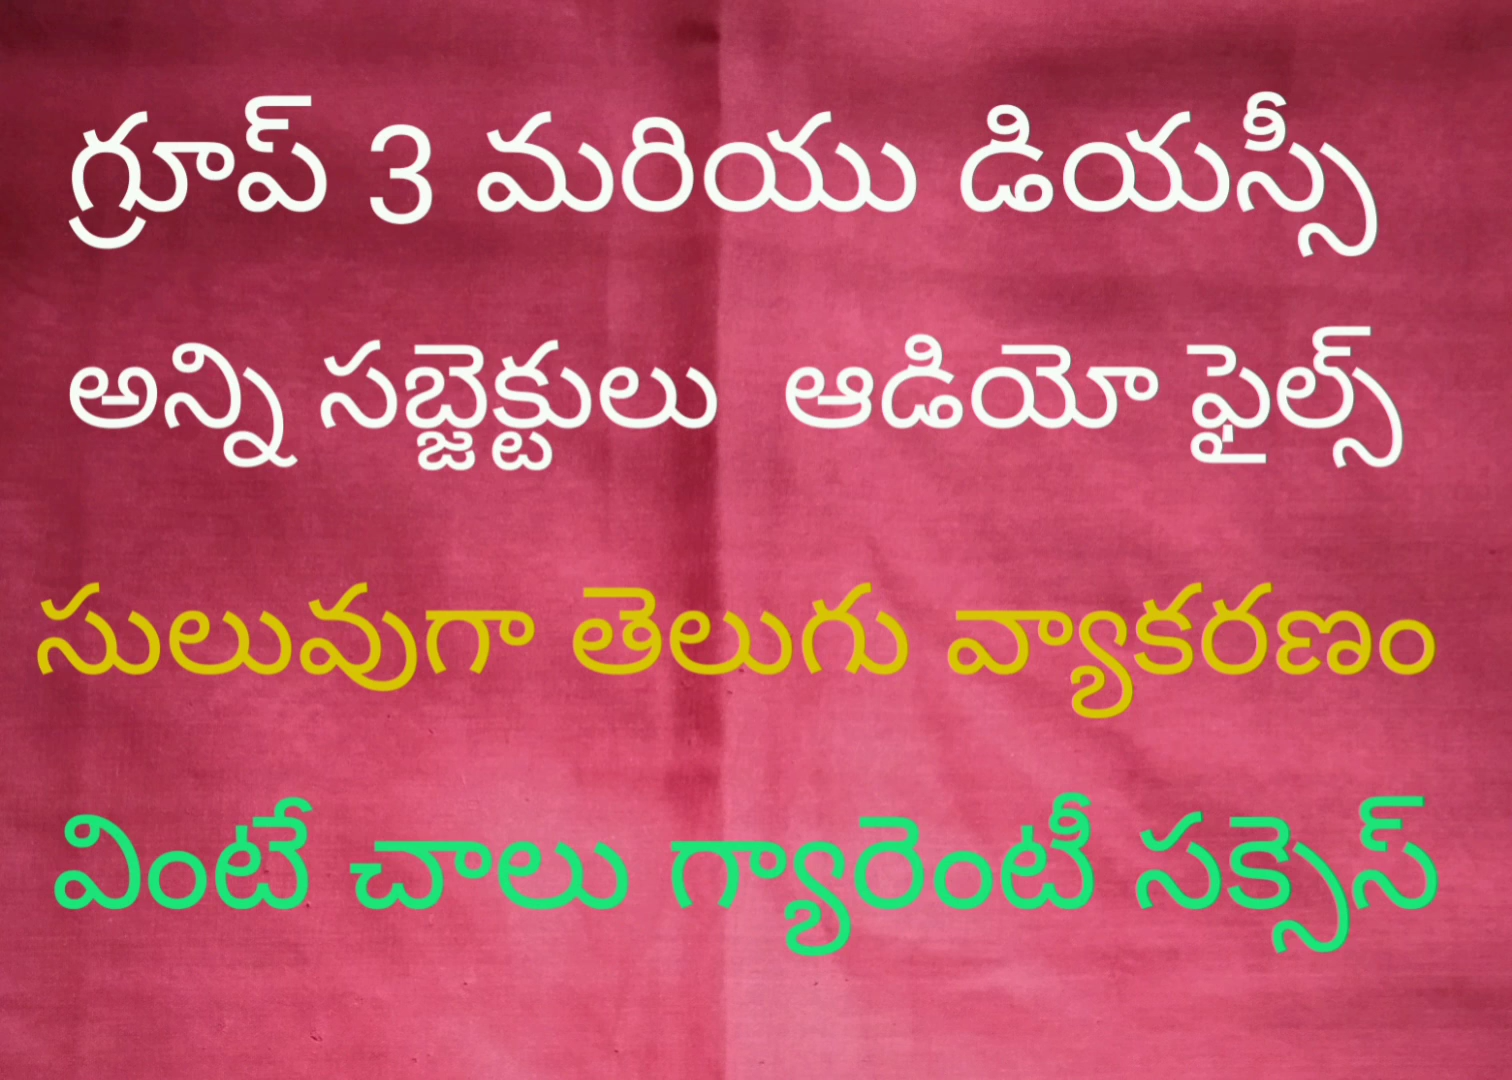 గ్రూప్ 3 మరియు డియస్సీ
అన్ని సబ్జెక్టులు ఆడియో ఫైల్స్
సులువుగా తెలుగు వ్యాకరణం
వింటే చాలు గ్యారెంటీ సక్సెస్